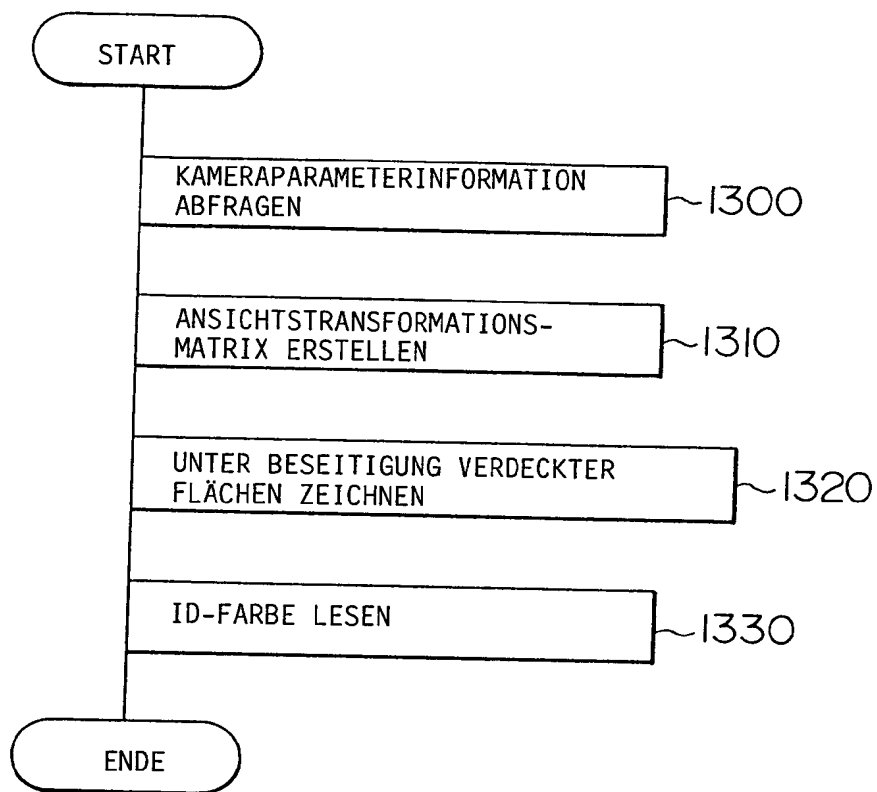 START
KAMERAPARAMETERINFORMATION
ABFRAGEN
1300
ANSICHTSTRANSFORMATIONS-
MATRIX ERSTELLEN
1310
UNTER BESEITIGUNG VERDECKTER
FLÄCHEN ZEICHNEN
1320
ID-FARBE LESEN
1330
ENDE